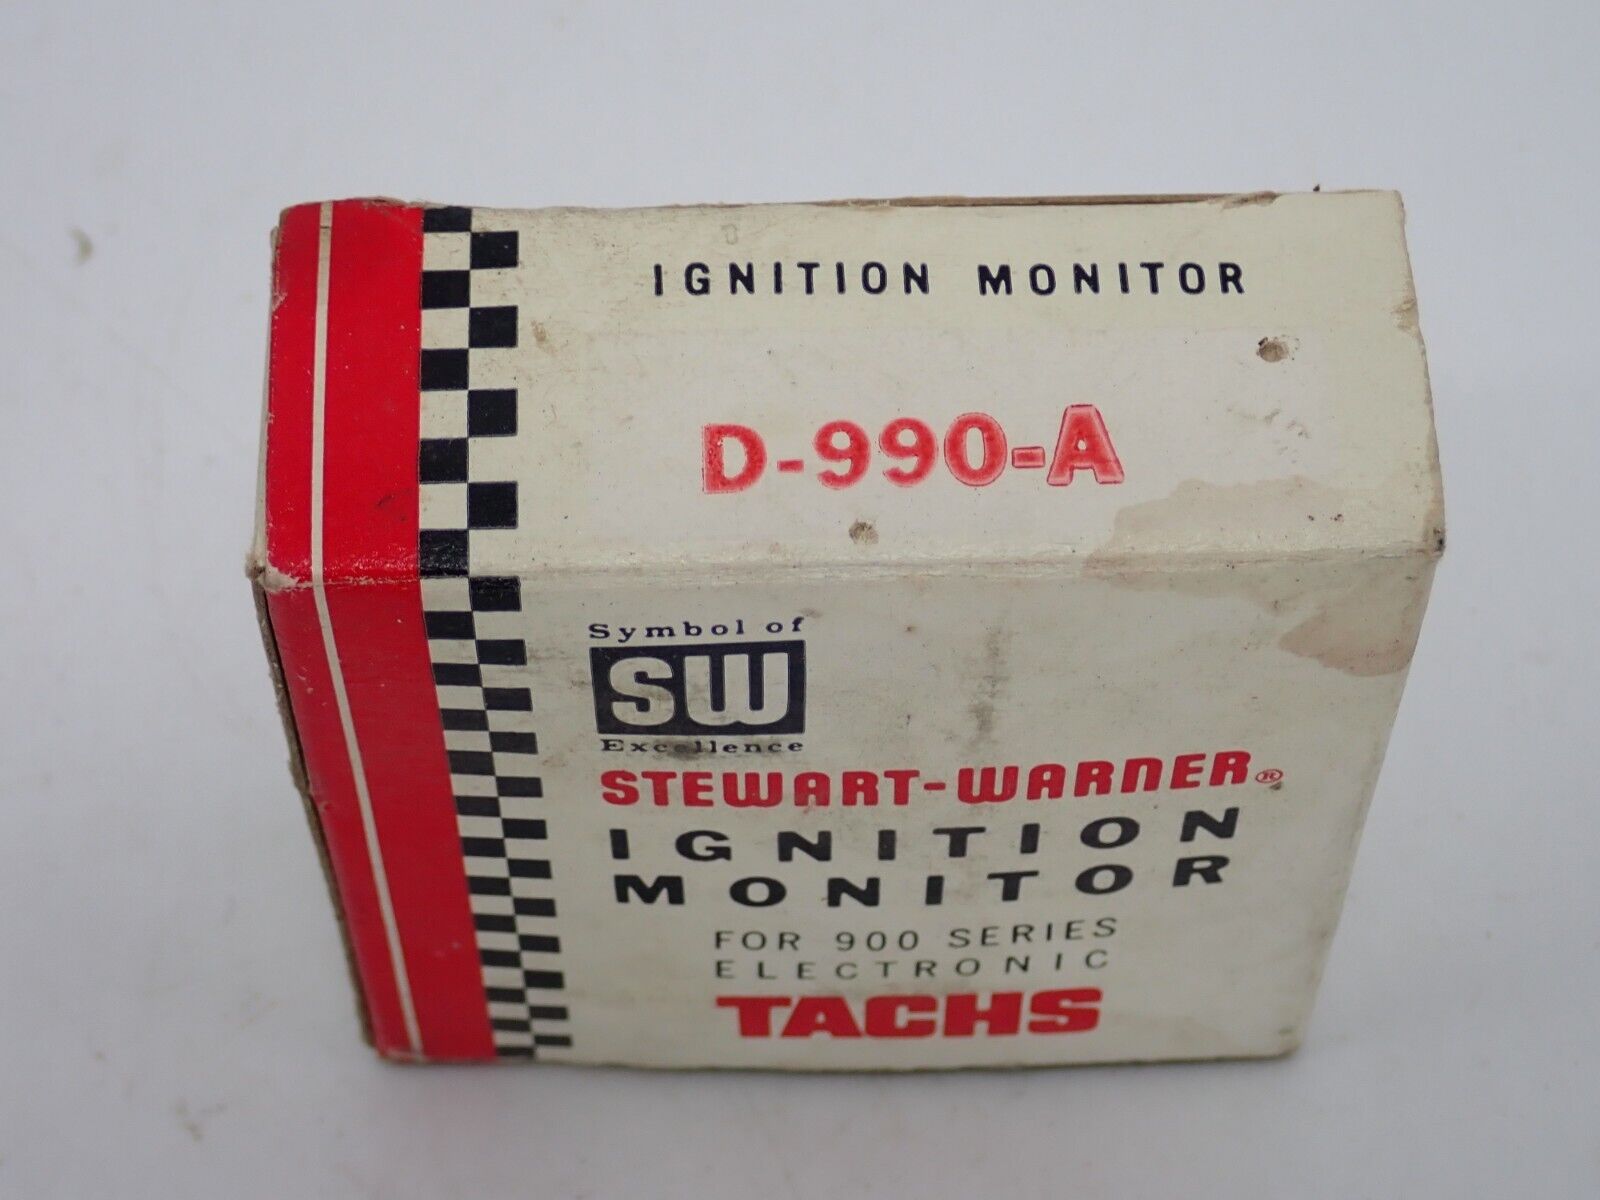 IGNITION MONITOR
D-990-A
Symbol of
SW
Excellence
STEWART-WARNER®
IGNITION
MONITOR
FOR 900 SERIES
ELECTRONIC
TACHS